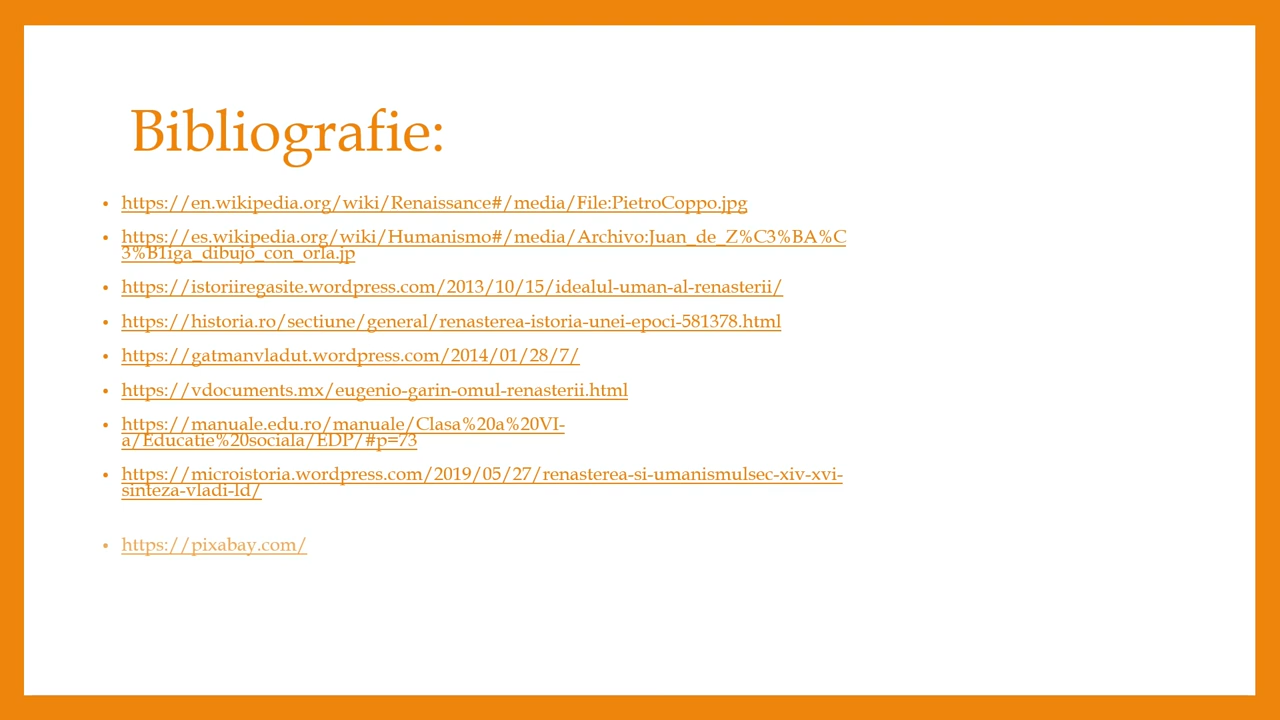 Bibliografie:
• https://en.wikipedia.org/wiki/Renaissance#/media/File:PietroCoppo.jpg
• https://es.wikipedia.org/wiki/Humanismo#/media/Archivo:Juan_de_Z%C3%BA%C
3%B1iga_dibujo_con_orla.jp
• https://istoriiregasite.wordpress.com/2013/10/15/idealul-uman-al-renasterii/
• https://historia.ro/sectiune/general/renasterea-istoria-unei-epoci-581378.html
• https://gatmanvladut.wordpress.com/2014/01/28/7/
• https://vdocuments.mx/eugenio-garin-omul-renasterii.html
• https://manuale.edu.ro/manuale/Clasa%20a%20VI-
a/Educatie%20sociala/EDP/#p=73
• https://microistoria.wordpress.com/2019/05/27/renasterea-si-umanismulsec-xiv-xvi-
sinteza-vladi-ld/
• https://pixabay.com/